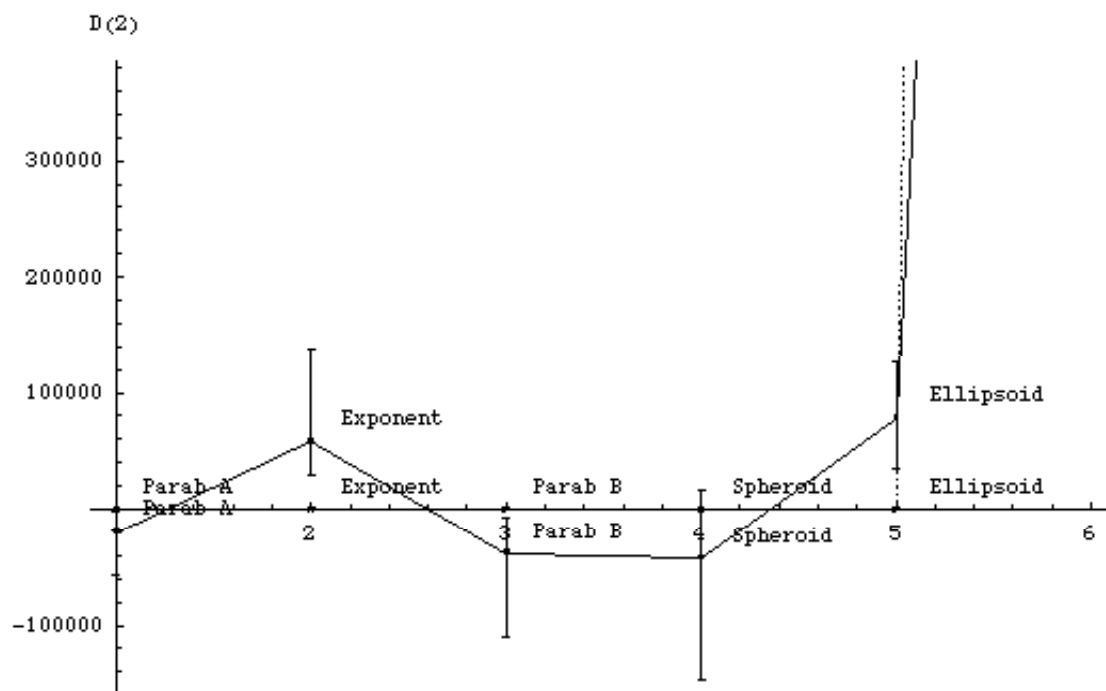 D(2)
300000
200000
100000
Ellipsoid
Exponent
Parab A
Exponent
Parab B
Spheroid
Ellipsoid
Parab A
2
3
4
5
6
Parab B
Spheroid
-100000